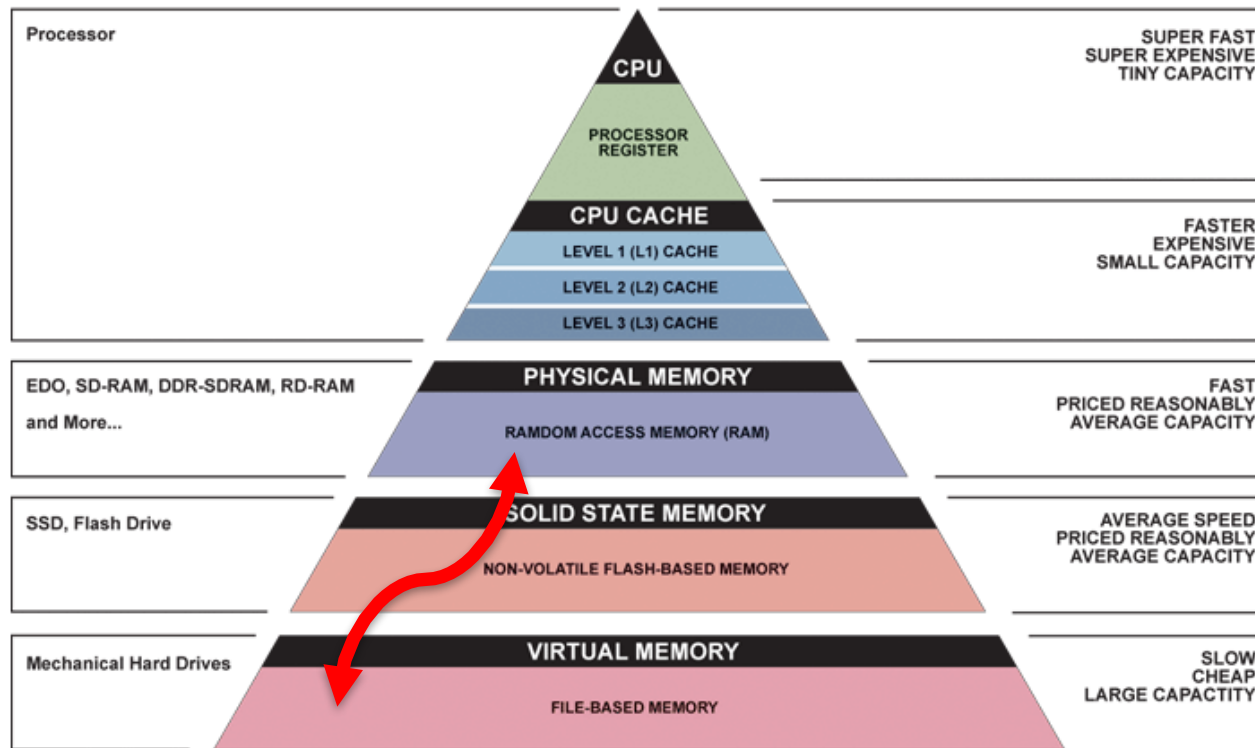 Processor
CPU
SUPER FAST
SUPER EXPENSIVE
TINY CAPACITY
PROCESSOR
REGISTER
CPU CACHE
LEVEL 1 (L1) CACHE
LEVEL 2 (L2) CACHE
LEVEL 3 (L3) CACHE
FASTER
EXPENSIVE
SMALL CAPACITY
EDO, SD-RAM, DDR-SDRAM, RD-RAM
and More...
PHYSICAL MEMORY
RAMDOM ACCESS MEMORY (RAM)
FAST
PRICED REASONABLY
AVERAGE CAPACITY
SSD, Flash Drive
SOLID STATE MEMORY
NON-VOLATILE FLASH-BASED MEMORY
AVERAGE SPEED
PRICED REASONABLY
AVERAGE CAPACITY
Mechanical Hard Drives
VIRTUAL MEMORY
FILE-BASED MEMORY
SLOW
CHEAP
LARGE CAPACTITY